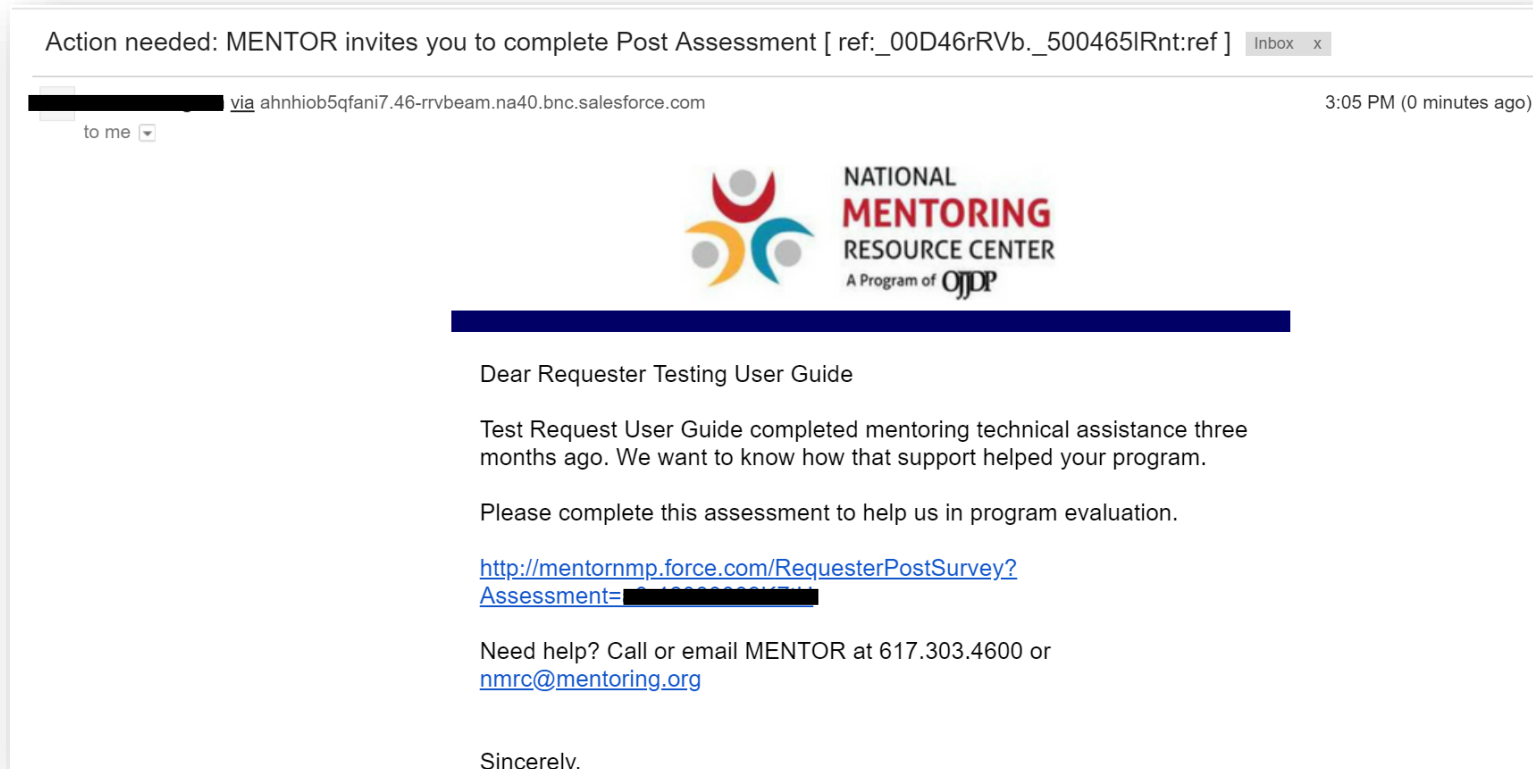 Action needed: MENTOR invites you to complete Post Assessment [ ref:_00D46rRVb._500465lRnt:ref ] Inbox x
via ahnhiob5qfani7.46-rrvbeam.na40.bnc.salesforce.com 3:05 PM (0 minutes ago)
to me
NATIONAL
MENTORING
RESOURCE CENTER
A Program of OJJDP
Dear Requester Testing User Guide
Test Request User Guide completed mentoring technical assistance three
months ago. We want to know how that support helped your program.
Please complete this assessment to help us in program evaluation.
http://mentornmp.force.com/RequesterPostSurvey?
Assessment=
Need help? Call or email MENTOR at 617.303.4600 or
nmrc@mentoring.org
Sincerely,